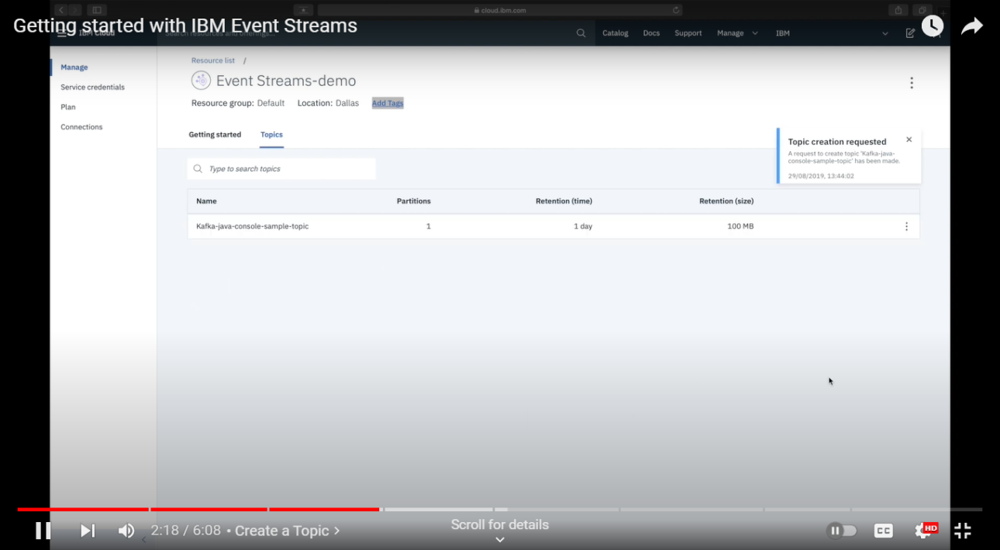 cloud.ibm.com
Getting started with IBM Event Streams
IBM Cloud
Search resources and offerings...
Catalog Docs Support Manage IBM
Manage
Service credentials
Plan
Connections
Resource list /
Event Streams-demo
Resource group: Default Location: Dallas Add Tags
Getting started Topics
Topic creation requested
A request to create topic 'Kafka-java-
console-sample-topic' has been made.
29/08/2019, 13:44:02
Type to search topics
Name Partitions Retention (time) Retention (size)
Kafka-java-console-sample-topic 1 1 day 100 MB
2:18 / 6:08 • Create a Topic >
Scroll for details
CC
HD